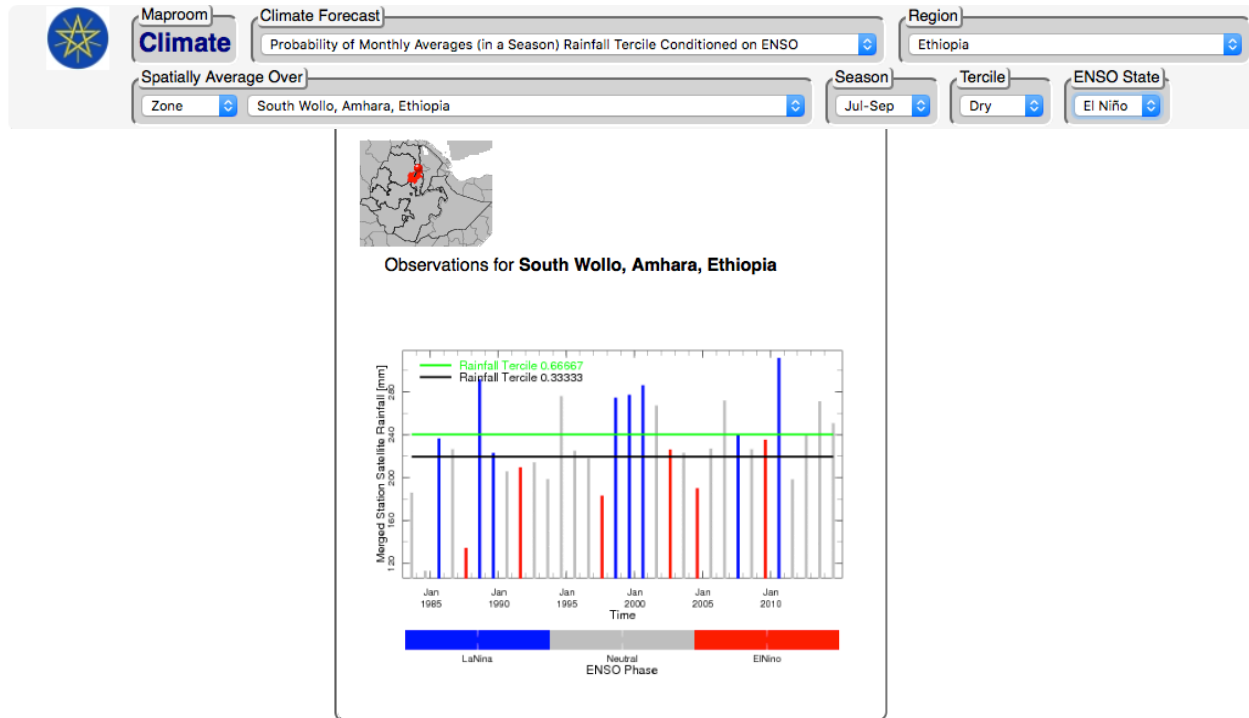 Maproom
Climate
Climate Forecast
Probability of Monthly Averages (in a Season) Rainfall Tercile Conditioned on ENSO
Region
Ethiopia
Spatially Average Over
Zone
South Wollo, Amhara, Ethiopia
Season
Jul-Sep
Tercile
Dry
ENSO State
El Niño
Observations for South Wollo, Amhara, Ethiopia
Rainfall Tercile 0.66667
Rainfall Tercile 0.33333
Merged Station Satellite Rainfall [mm]
280
240
200
160
120
Jan Jan Jan Jan Jan Jan
1985 1990 1995 2000 2005 2010
Time
LaNina Neutral ElNino
ENSO Phase